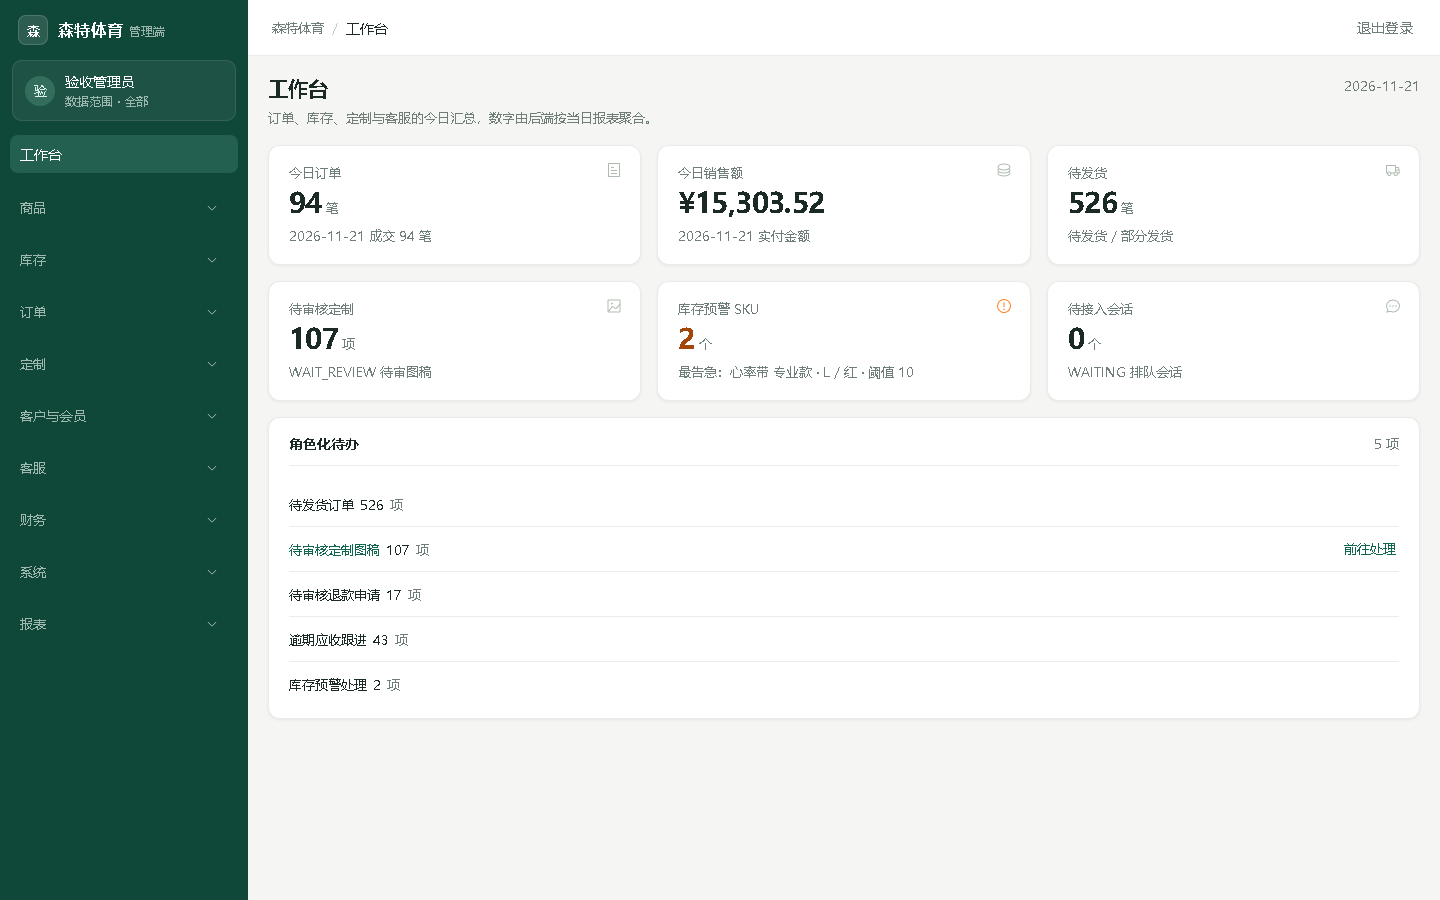 森 森特体育 管理端
验 验收管理员
数据范围 · 全部
工作台
商品
库存
订单
定制
客户与会员
客服
财务
系统
报表
森特体育 / 工作台
退出登录
工作台
2026-11-21
订单、库存、定制与客服的今日汇总，数字由后端按当日报表聚合。
今日订单
94 笔
2026-11-21 成交 94 笔
今日销售额
¥15,303.52
2026-11-21 实付金额
待发货
526 笔
待发货 / 部分发货
待审核定制
107 项
WAIT_REVIEW 待审图稿
库存预警 SKU
2 个
最告急：心率带 专业款 · L / 红 · 阈值 10
待接入会话
0 个
WAITING 排队会话
角色化待办
5 项
待发货订单 526 项
待审核定制图稿 107 项
前往处理
待审核退款申请 17 项
逾期应收跟进 43 项
库存预警处理 2 项